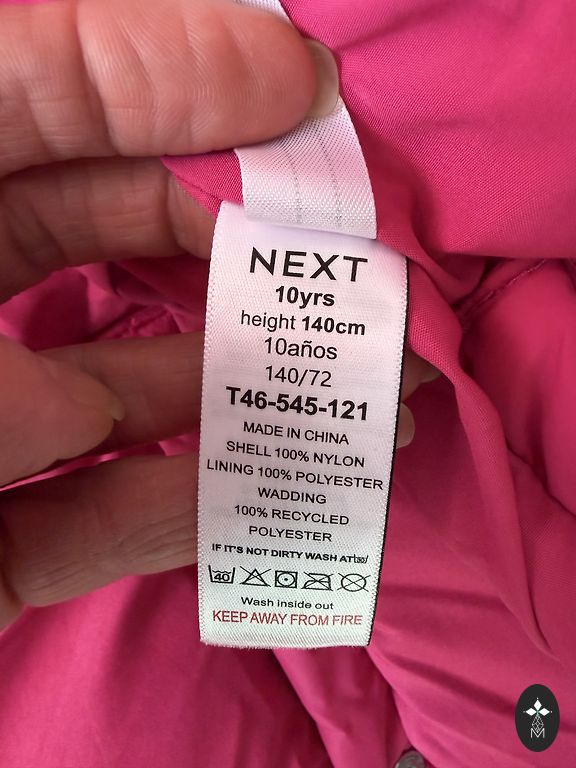 NEXT
10yrs
height 140cm
10años
140/72
T46-545-121
MADE IN CHINA
SHELL 100% NYLON
LINING 100% POLYESTER
WADDING
100% RECYCLED
POLYESTER
IF IT'S NOT DIRTY WASH AT 30
40
Wash inside out
KEEP AWAY FROM FIRE
M